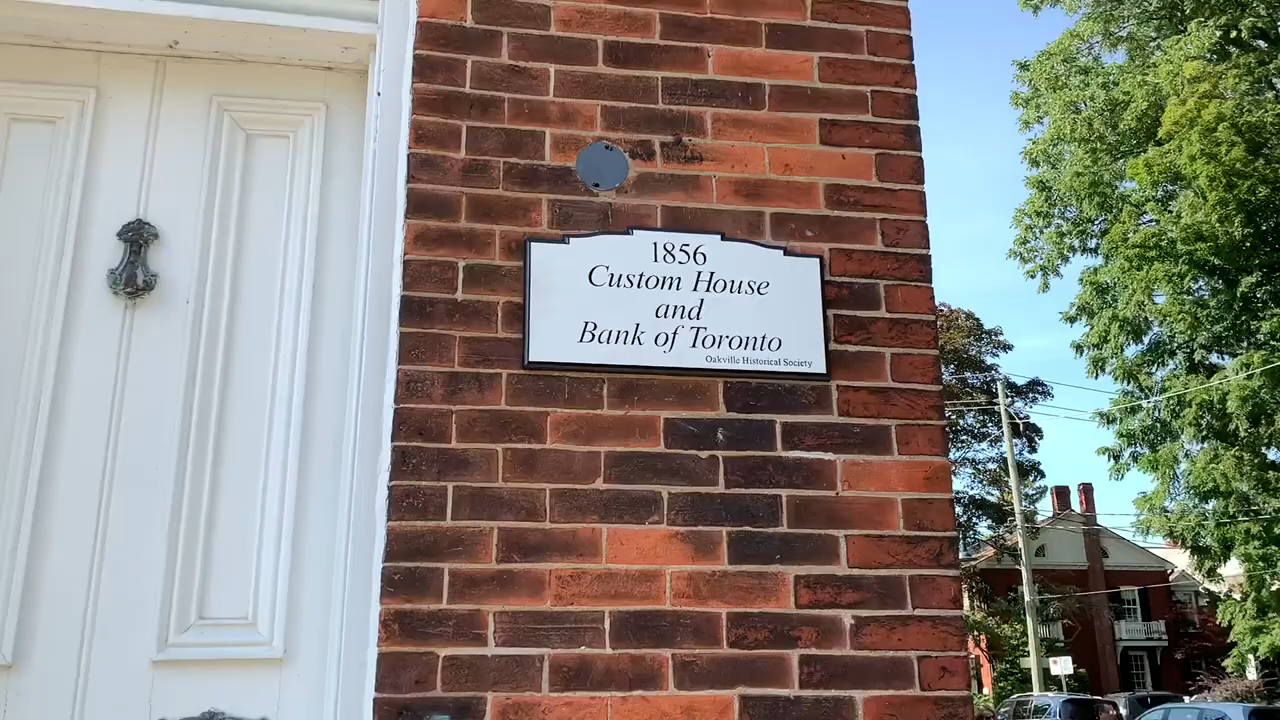 1856
Custom House
and
Bank of Toronto
Oakville Historical Society